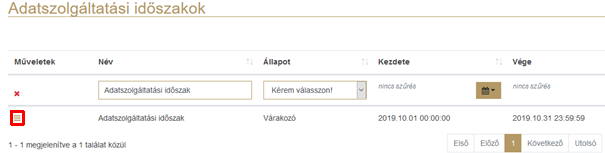 Adatszolgáltatási időszakok
Műveletek Név Állapot Kezdete Vége
Adatszolgáltatási időszak Kérem válasszon! nincs szűrés nincs szűrés
Adatszolgáltatási időszak Várakozó 2019.10.01 00:00:00 2019.10.31 23:59:59
1 - 1 megjelenítve a 1 találat közül
Első Előző 1 Következő Utolsó